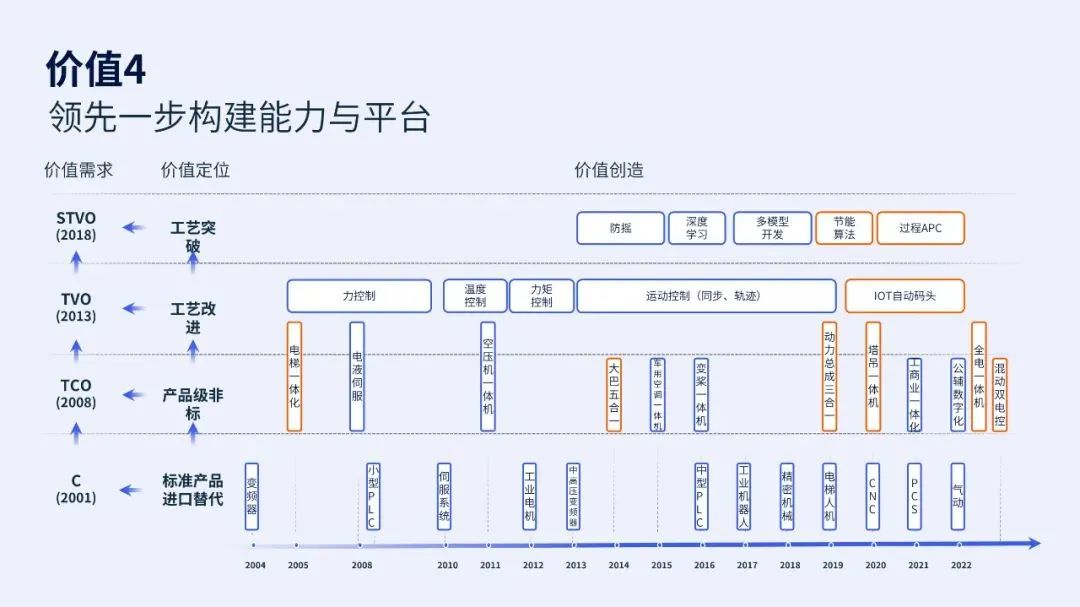 价值4
领先一步构建能力与平台
价值需求
价值定位
价值创造
STVO
(2018)
工艺突
破
防摇
深度
学习
多模型
开发
节能
算法
过程APC
TVO
(2013)
工艺改
进
力控制
温度
控制
力矩
控制
运动控制（同步、轨迹）
IOT自动码头
TCO
(2008)
产品级非
标
电梯一体化
电液伺服
空压机一体机
大巴五合一
车用空调一体机
变桨一体机
动力总成三合一
塔吊一体机
工商业一体化
公辅数字化
全电一体机
混动双电控
C
(2001)
标准产品
进口替代
变频器
小型PLC
伺服系统
工业电机
中高压变频器
中型PLC
工业机器人
精密机械
电梯人机
CNC
PCS
气动
2004
2005
2008
2010
2011
2012
2013
2014
2015
2016
2017
2018
2019
2020
2021
2022